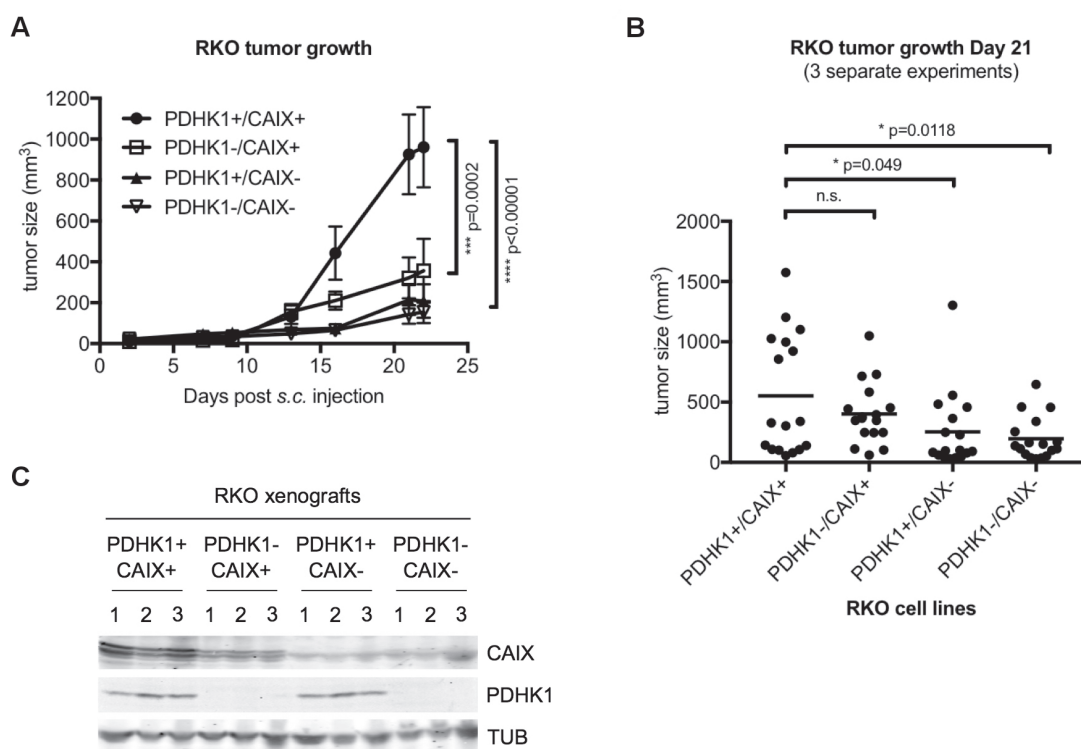 A
RKO tumor growth
1200
1000
800
600
400
200
0
tumor size (mm³)
PDHK1+/CAIX+
PDHK1-/CAIX+
PDHK1+/CAIX-
PDHK1-/CAIX-
*** p=0.0002
**** p<0.00001
0 5 10 15 20 25
Days post s.c. injection
B
RKO tumor growth Day 21
(3 separate experiments)
* p=0.0118
* p=0.049
n.s.
2000
1500
1000
500
0
tumor size (mm³)
PDHK1+/CAIX+
PDHK1-/CAIX+
PDHK1+/CAIX-
PDHK1-/CAIX-
RKO cell lines
C
RKO xenografts
PDHK1+ PDHK1- PDHK1+ PDHK1-
CAIX+ CAIX+ CAIX- CAIX-
1 2 3 1 2 3 1 2 3 1 2 3
CAIX
PDHK1
TUB